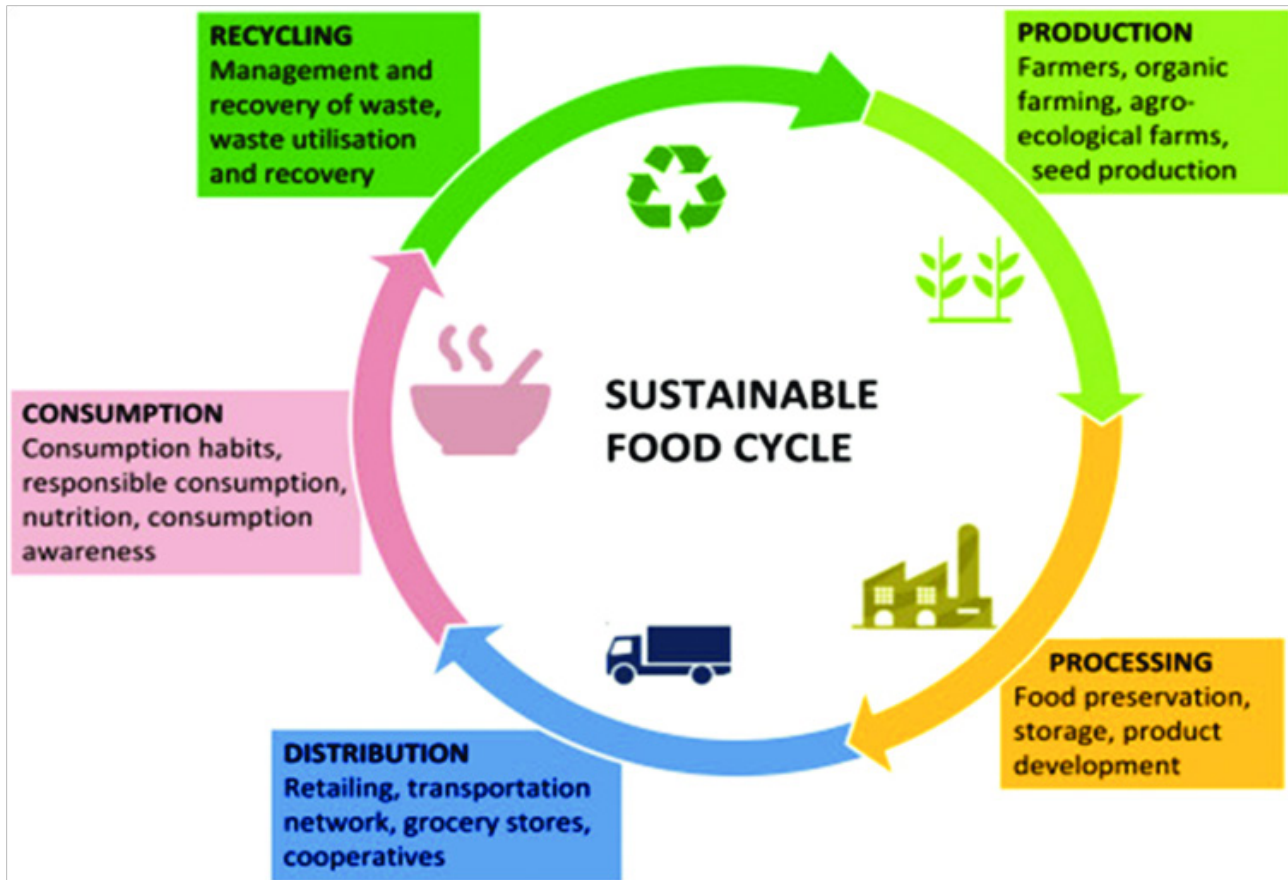 RECYCLING
Management and
recovery of waste,
waste utilisation
and recovery
PRODUCTION
Farmers, organic
farming, agro-
ecological farms,
seed production
SUSTAINABLE
FOOD CYCLE
CONSUMPTION
Consumption habits,
responsible consumption,
nutrition, consumption
awareness
PROCESSING
Food preservation,
storage, product
development
DISTRIBUTION
Retailing, transportation
network, grocery stores,
cooperatives